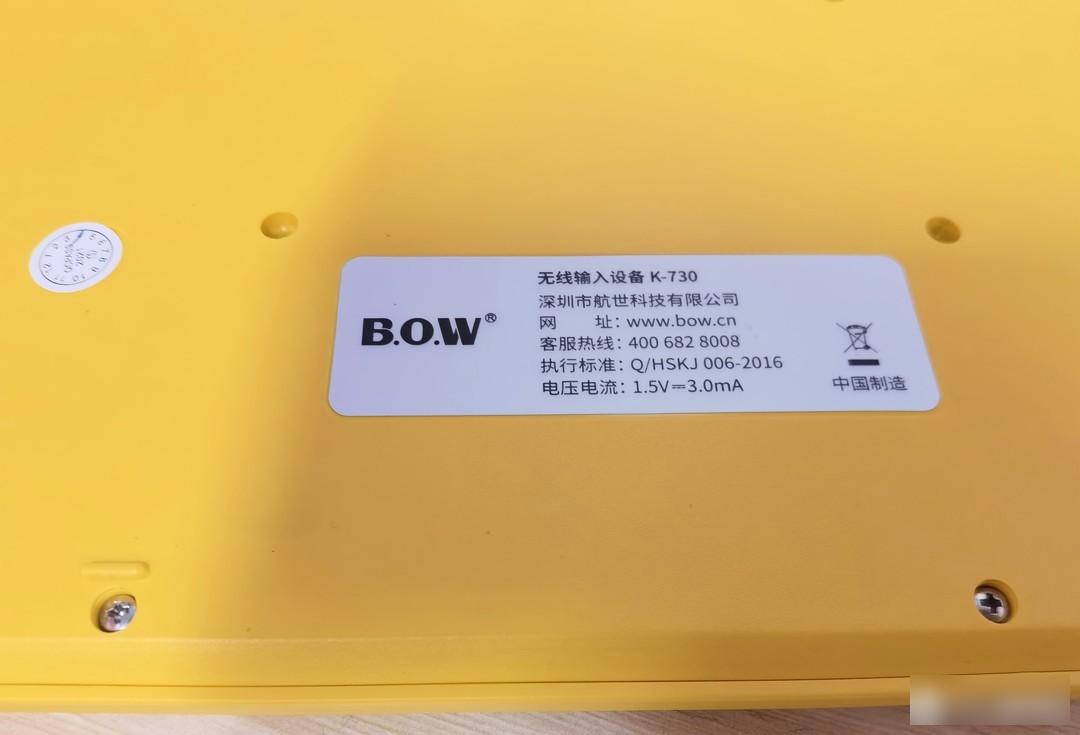 B.O.W®
无线输入设备 K-730
深圳市航世科技有限公司
网　　址：www.bow.cn
客服热线：400 682 8008
执行标准：Q/HSKJ 006-2016
电压电流：1.5V⎓3.0mA
中国制造